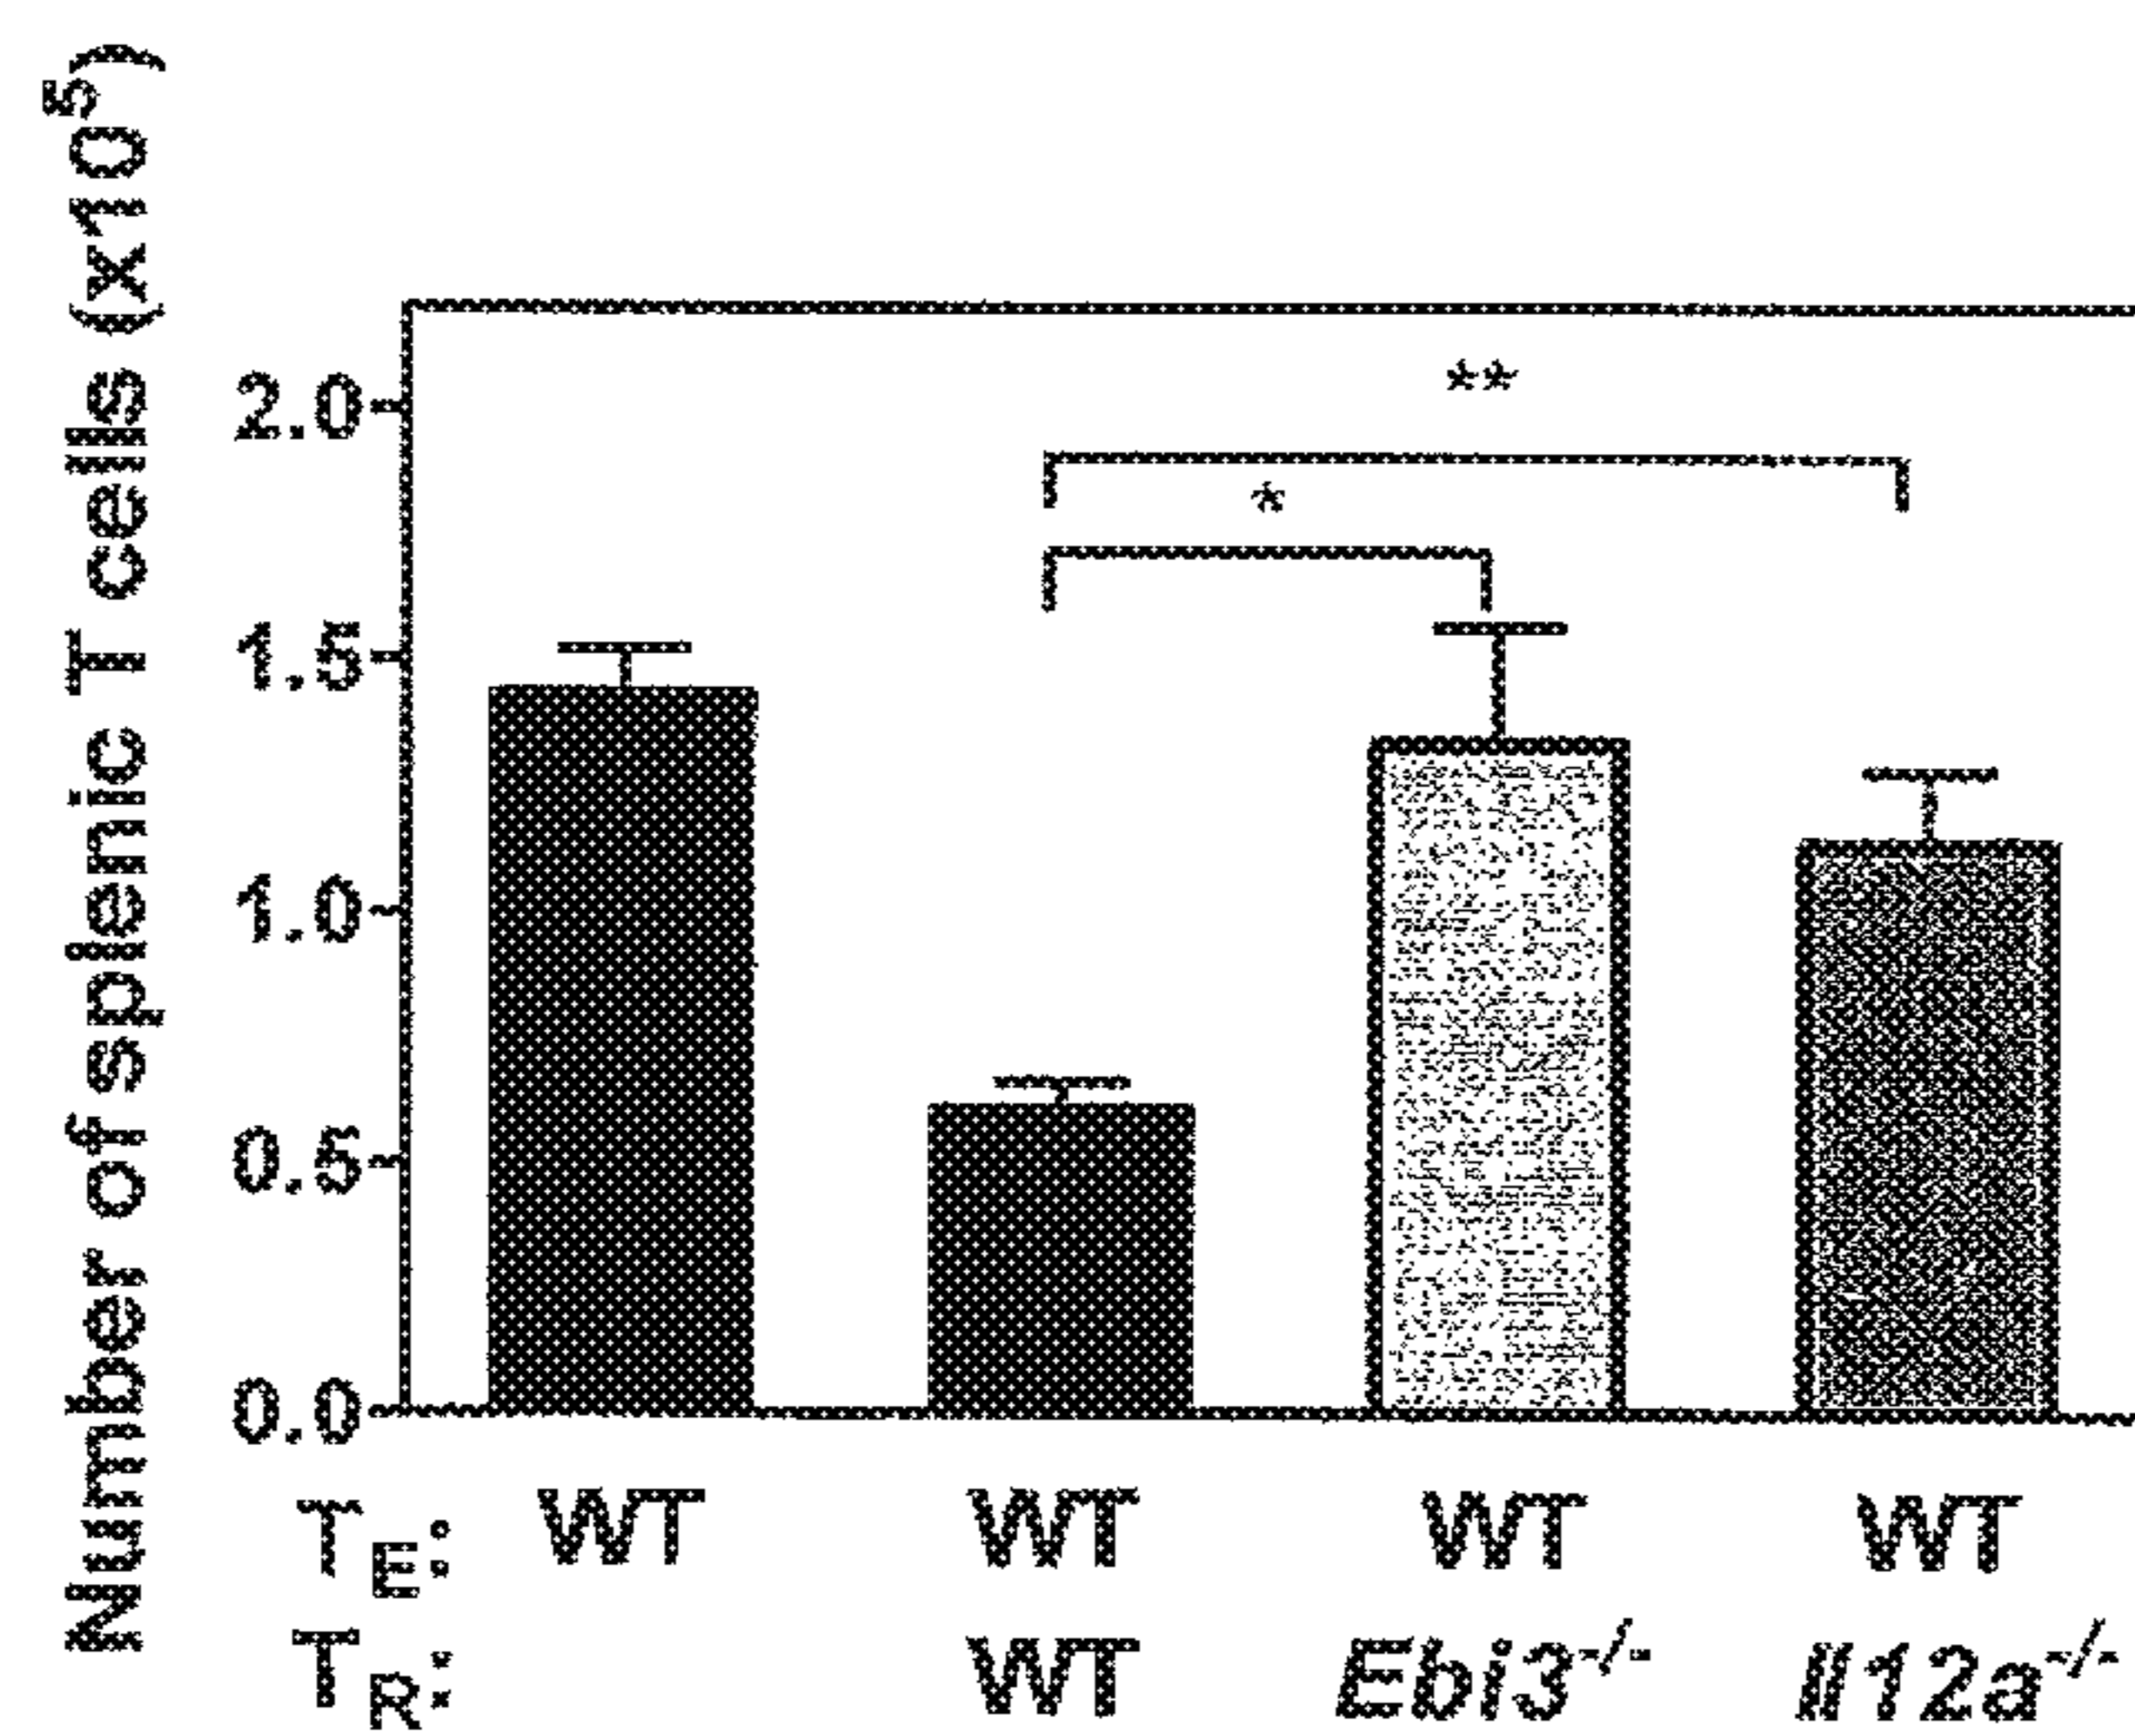 Number of splenic T cells (x10⁵)
2.0
1.5
1.0
0.5
0.0
**
*
T_E: WT WT WT WT
T_R: WT Ebi3⁻/⁻ Il12a⁻/⁻